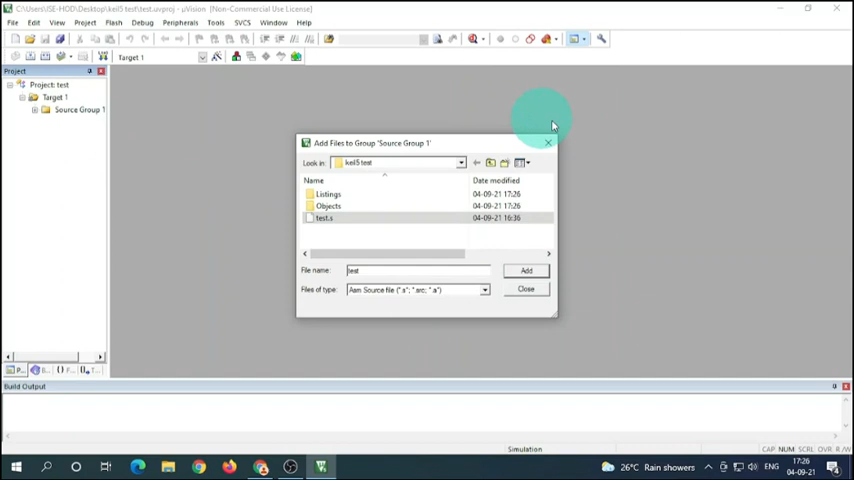 C:\Users\ISE-HOD\Desktop\keil5 test\test.uvproj - µVision [Non-Commercial Use License]
File Edit View Project Flash Debug Peripherals Tools SVCS Window Help
Target 1
Project
Project: test
Target 1
Source Group 1
Add Files to Group 'Source Group 1'
Look in: keil5 test
Name Date modified
Listings 04-09-21 17:26
Objects 04-09-21 17:26
test.s 04-09-21 16:36
File name: test Add
Files of type: Asm Source file (*.s*; *.src; *.a*) Close
P... {} F... T...
Build Output
Simulation CAP NUM SCRL OVR R/W
26°C Rain showers ENG 17:26
04-09-21
4